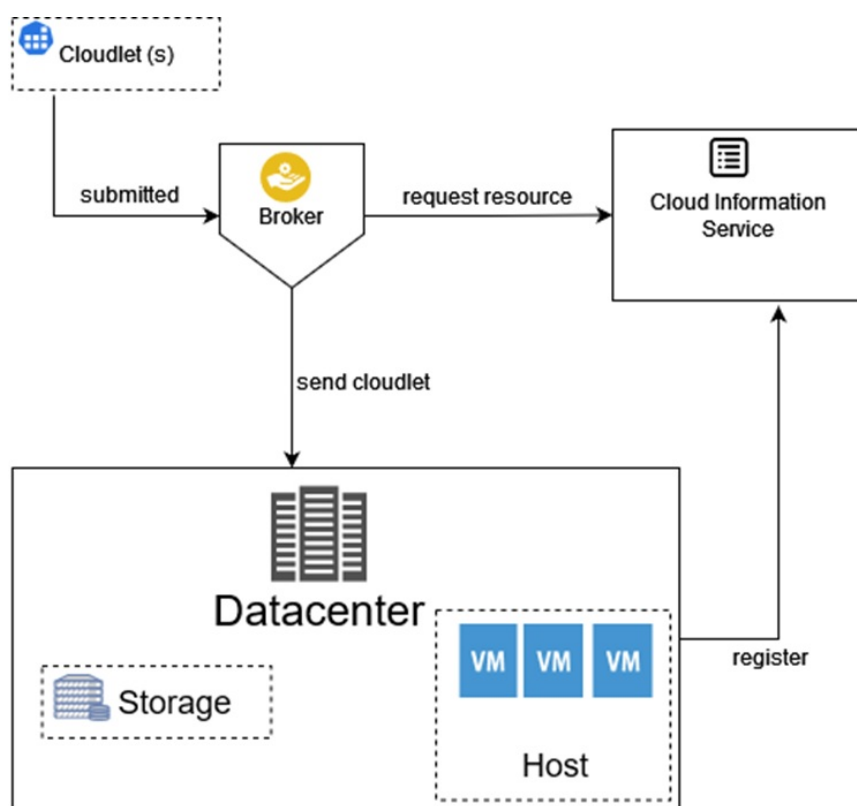 Cloudlet (s)
submitted
Broker
request resource
Cloud Information
Service
send cloudlet
Datacenter
VM VM VM
register
Storage
Host